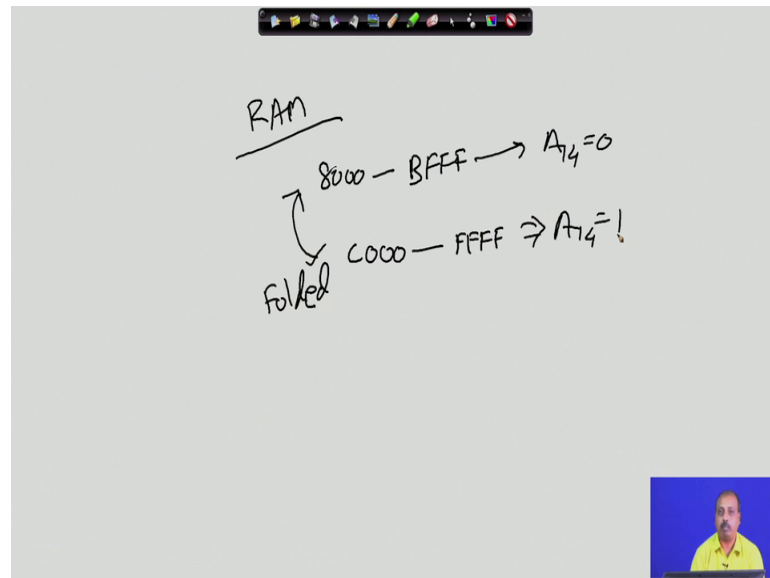 RAM
8000 — BFFF → A14=0
C000 — FFFF ⇒ A14=1
Folded